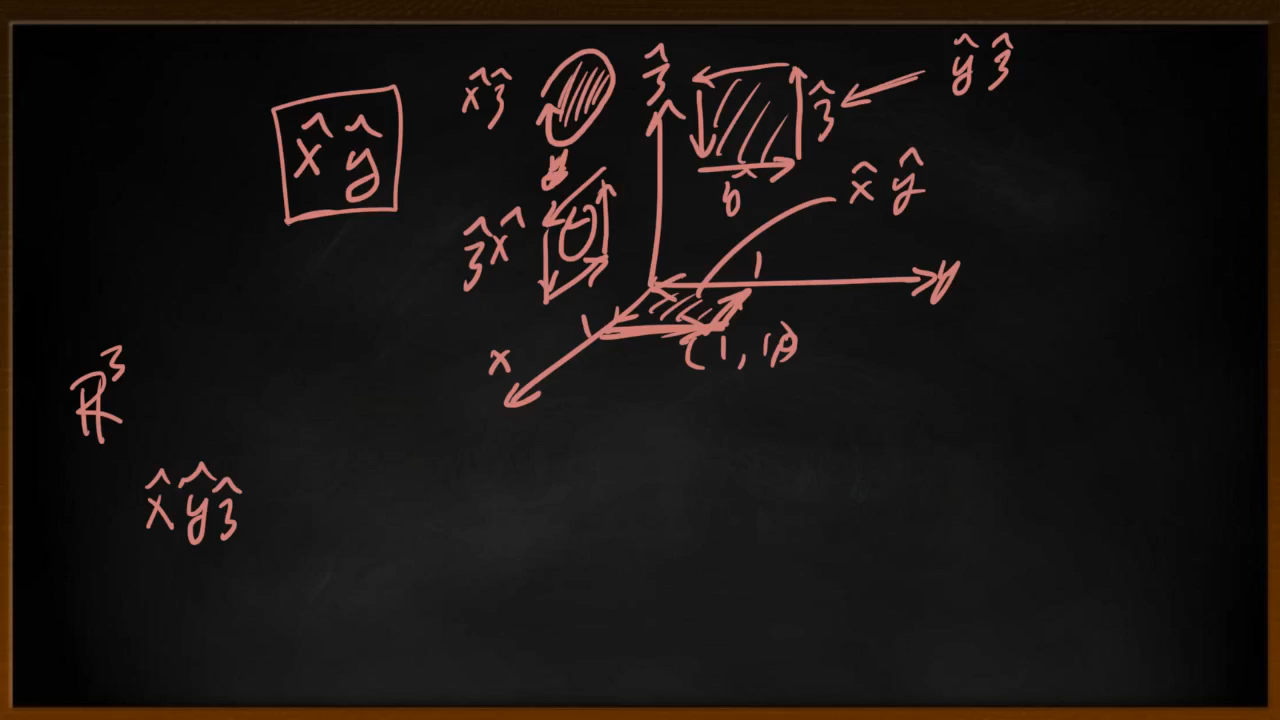 x̂ẑ
ẑ
ŷẑ
x̂ŷ
ẑ
x̂ŷ
ẑx̂
1
y
1
(1,1)
x
ℝ³
x̂ŷẑ